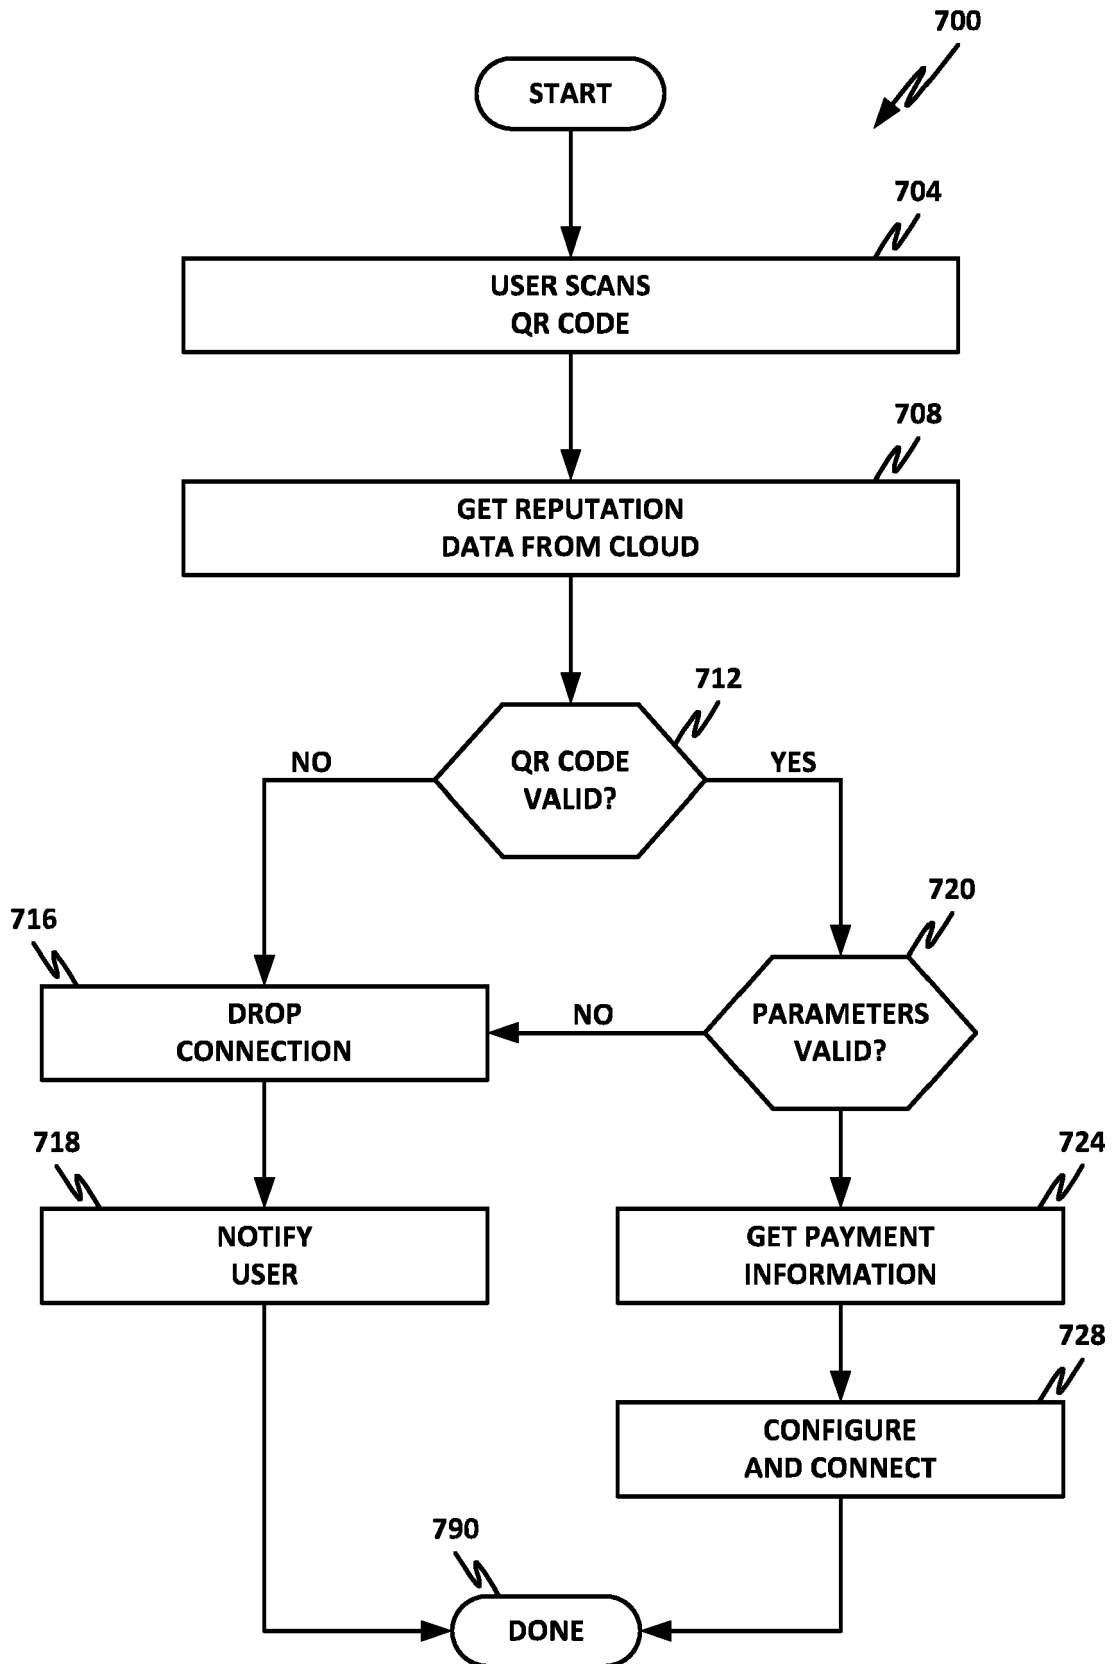 700
START
704
USER SCANS
QR CODE
708
GET REPUTATION
DATA FROM CLOUD
712
QR CODE
VALID?
NO
YES
716
DROP
CONNECTION
NO
720
PARAMETERS
VALID?
718
NOTIFY
USER
724
GET PAYMENT
INFORMATION
728
CONFIGURE
AND CONNECT
790
DONE